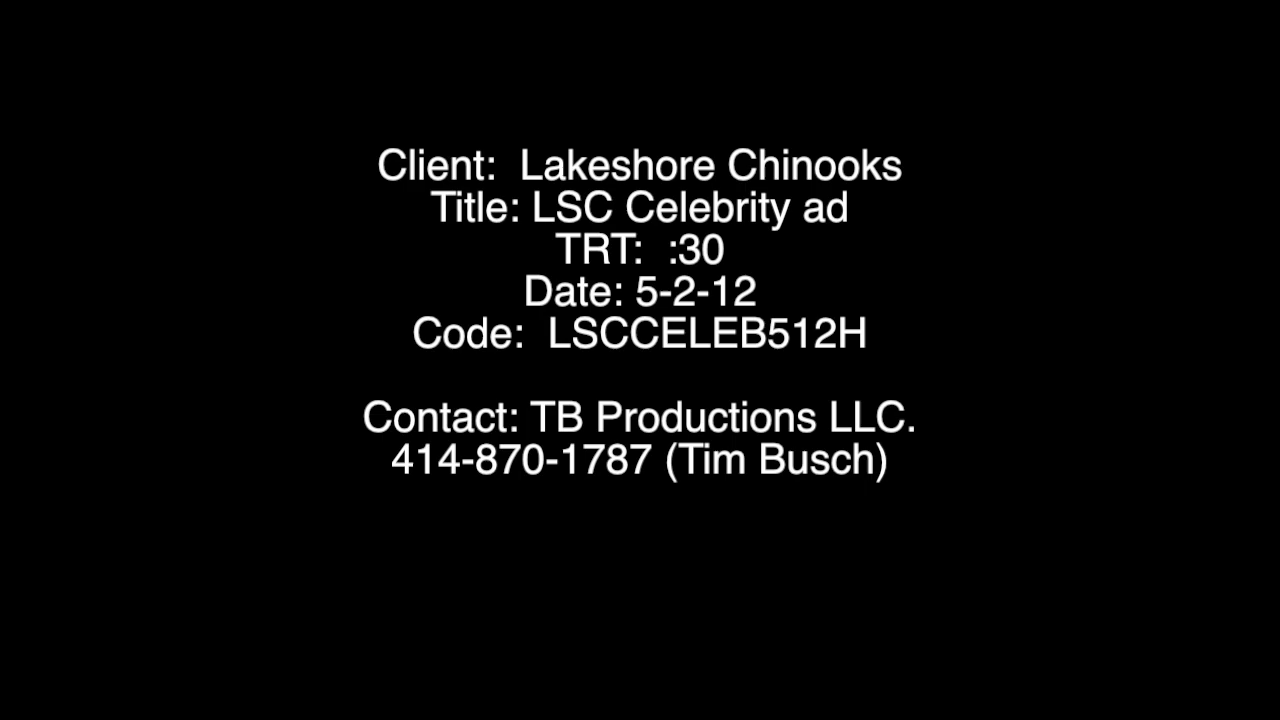 Client:  Lakeshore Chinooks
Title: LSC Celebrity ad
TRT:  :30
Date: 5-2-12
Code:  LSCCELEB512H
Contact: TB Productions LLC.
414-870-1787 (Tim Busch)